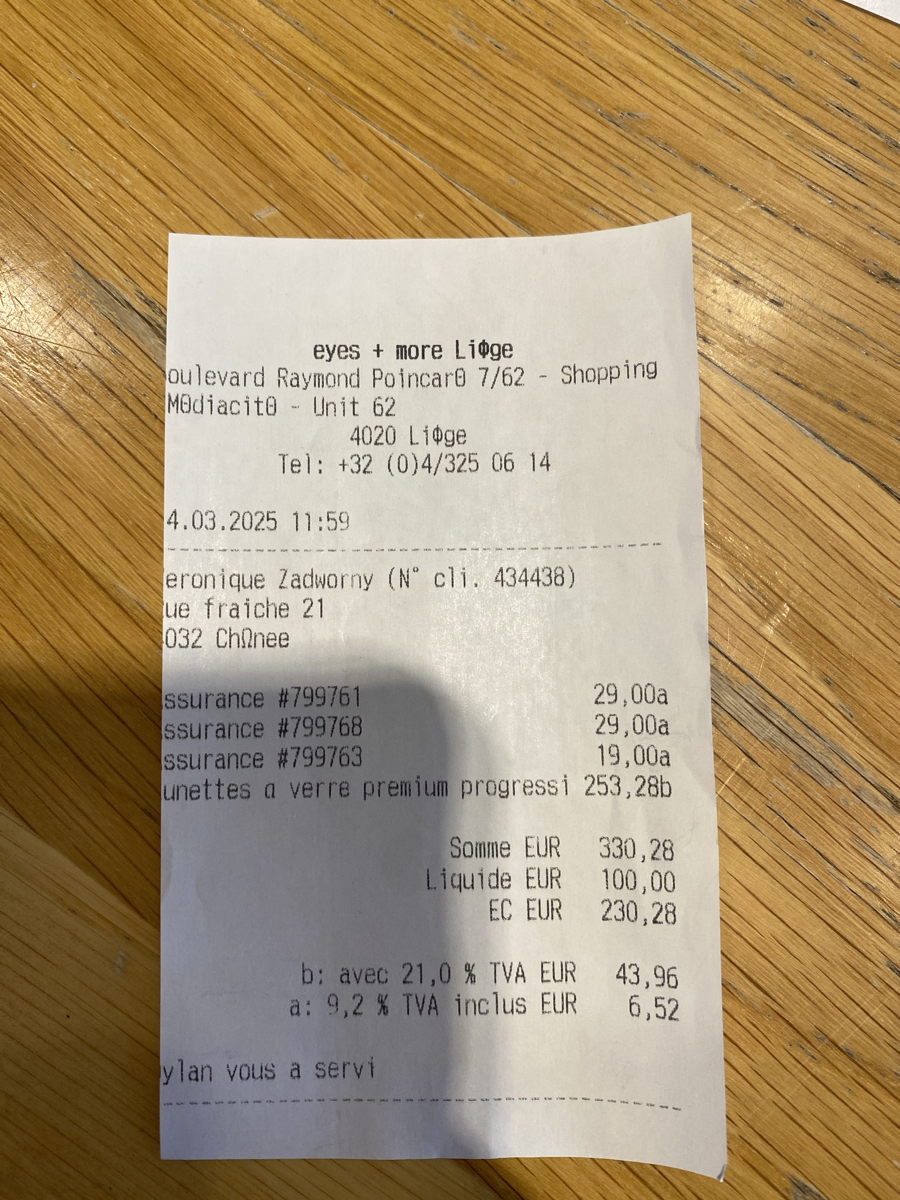 eyes + more LiΦge
oulevard Raymond PoincarΘ 7/62 - Shopping
MΘdiacitΘ - Unit 62
4020 LiΦge
Tel: +32 (0)4/325 06 14
4.03.2025 11:59
eronique Zadworny (N° cli. 434438)
ue fraiche 21
032 ChΩnee
ssurance #799761 29,00a
ssurance #799768 29,00a
ssurance #799763 19,00a
unettes a verre premium progressi 253,28b
Somme EUR 330,28
Liquide EUR 100,00
EC EUR 230,28
b: avec 21,0 % TVA EUR 43,96
a: 9,2 % TVA inclus EUR 6,52
ylan vous a servi